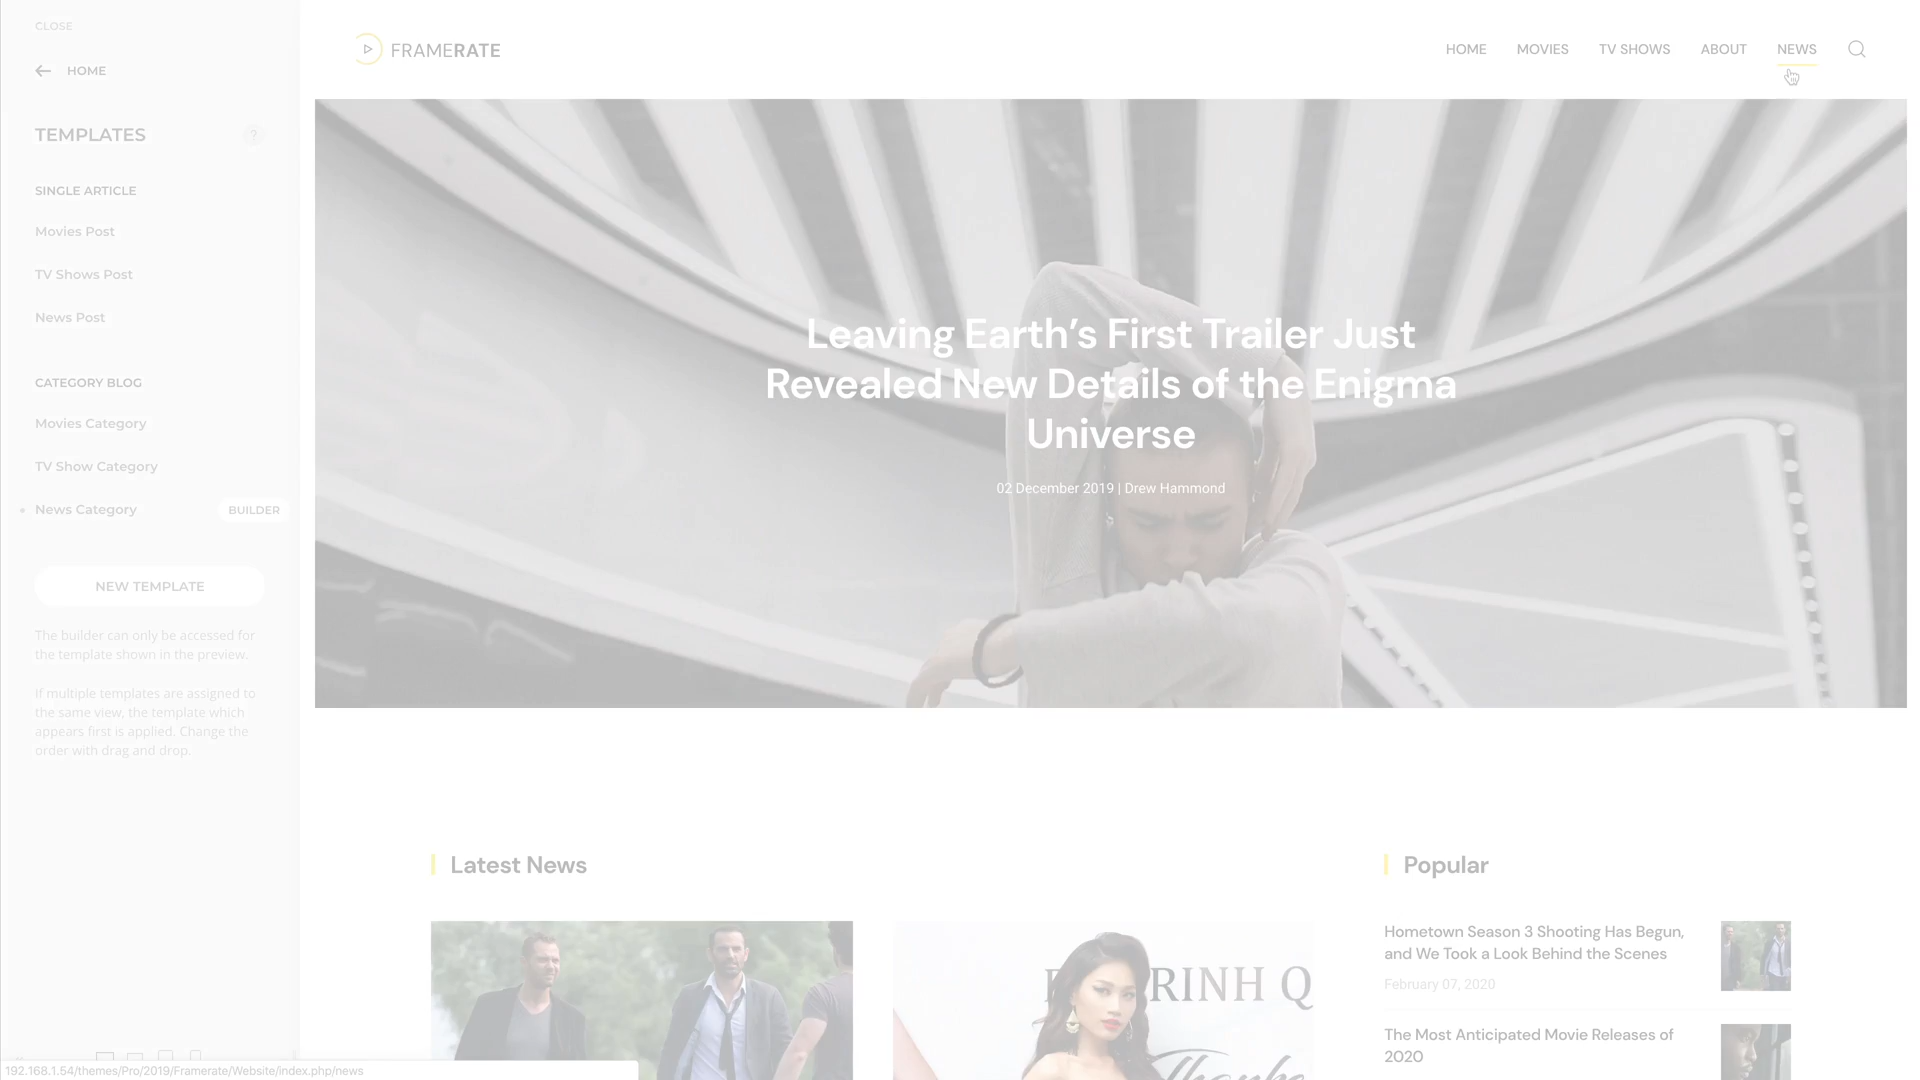 CLOSE
HOME
TEMPLATES
?
SINGLE ARTICLE
Movies Post
TV Shows Post
News Post
CATEGORY BLOG
Movies Category
TV Show Category
News Category
BUILDER
NEW TEMPLATE
The builder can only be accessed for
the template shown in the preview.
If multiple templates are assigned to
the same view, the template which
appears first is applied. Change the
order with drag and drop.
192.168.1.54/themes/Pro/2019/Framerate/Website/index.php/news
FRAMERATE
HOME MOVIES TV SHOWS ABOUT NEWS
Leaving Earth’s First Trailer Just
Revealed New Details of the Enigma
Universe
02 December 2019 | Drew Hammond
Latest News
RINH Q
Popular
Hometown Season 3 Shooting Has Begun,
and We Took a Look Behind the Scenes
February 07, 2020
The Most Anticipated Movie Releases of
2020